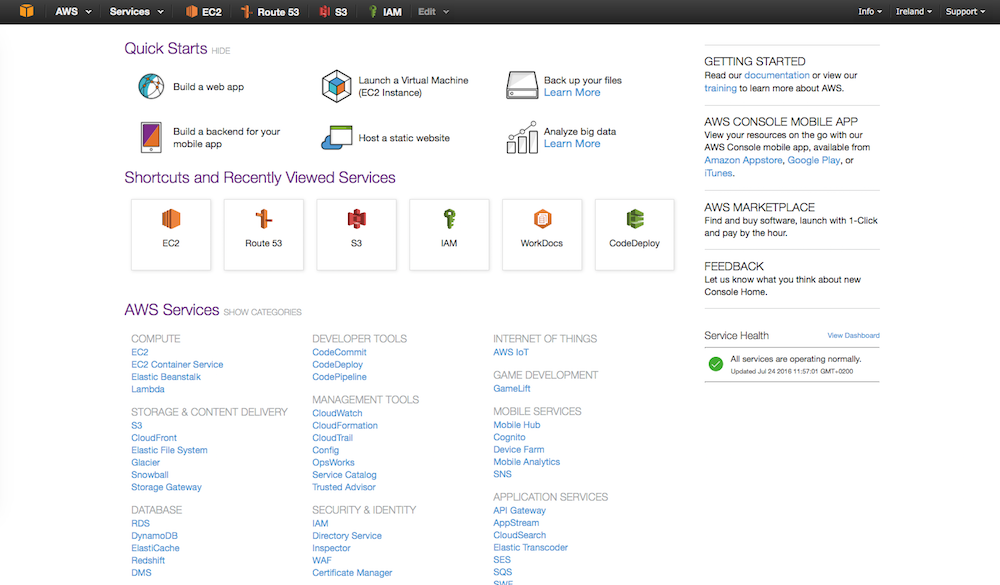 AWS Services EC2 Route 53 S3 IAM Edit Info Ireland Support
Quick Starts HIDE
Build a web app
Launch a Virtual Machine
(EC2 Instance)
Back up your files
Learn More
Build a backend for your
mobile app
Host a static website
Analyze big data
Learn More
Shortcuts and Recently Viewed Services
EC2
Route 53
S3
IAM
WorkDocs
CodeDeploy
AWS Services SHOW CATEGORIES
COMPUTE
EC2
EC2 Container Service
Elastic Beanstalk
Lambda
STORAGE & CONTENT DELIVERY
S3
CloudFront
Elastic File System
Glacier
Snowball
Storage Gateway
DATABASE
RDS
DynamoDB
ElastiCache
Redshift
DMS
DEVELOPER TOOLS
CodeCommit
CodeDeploy
CodePipeline
MANAGEMENT TOOLS
CloudWatch
CloudFormation
CloudTrail
Config
OpsWorks
Service Catalog
Trusted Advisor
SECURITY & IDENTITY
IAM
Directory Service
Inspector
WAF
Certificate Manager
INTERNET OF THINGS
AWS IoT
GAME DEVELOPMENT
GameLift
MOBILE SERVICES
Mobile Hub
Cognito
Device Farm
Mobile Analytics
SNS
APPLICATION SERVICES
API Gateway
AppStream
CloudSearch
Elastic Transcoder
SES
SQS
SWF
GETTING STARTED
Read our documentation or view our
training to learn more about AWS.
AWS CONSOLE MOBILE APP
View your resources on the go with our
AWS Console mobile app, available from
Amazon Appstore, Google Play, or
iTunes.
AWS MARKETPLACE
Find and buy software, launch with 1-Click
and pay by the hour.
FEEDBACK
Let us know what you think about new
Console Home.
Service Health View Dashboard
All services are operating normally.
Updated Jul 24 2016 11:57:01 GMT+0200